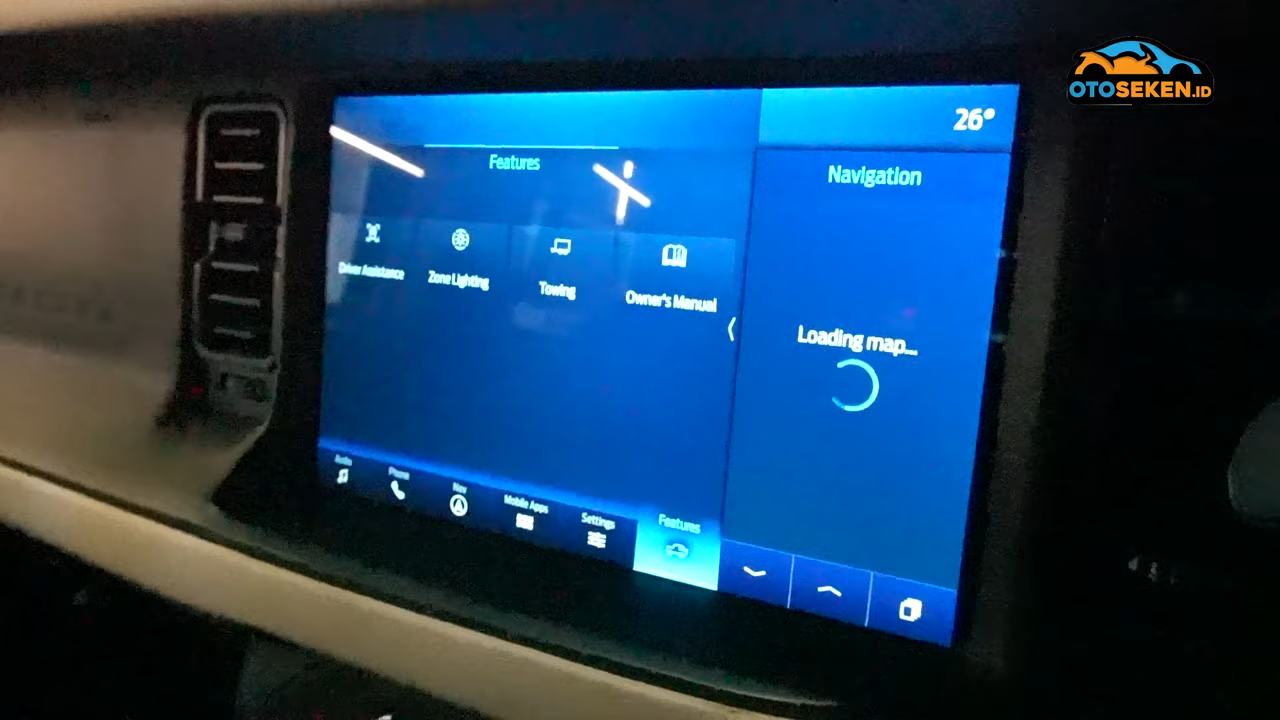 OTOSEKEN.ID
26°
Features
Navigation
Driver Assistance
Zone Lighting
Towing
Owner's Manual
Loading map...
Audio
Phone
Nav
Mobile Apps
Settings
Features